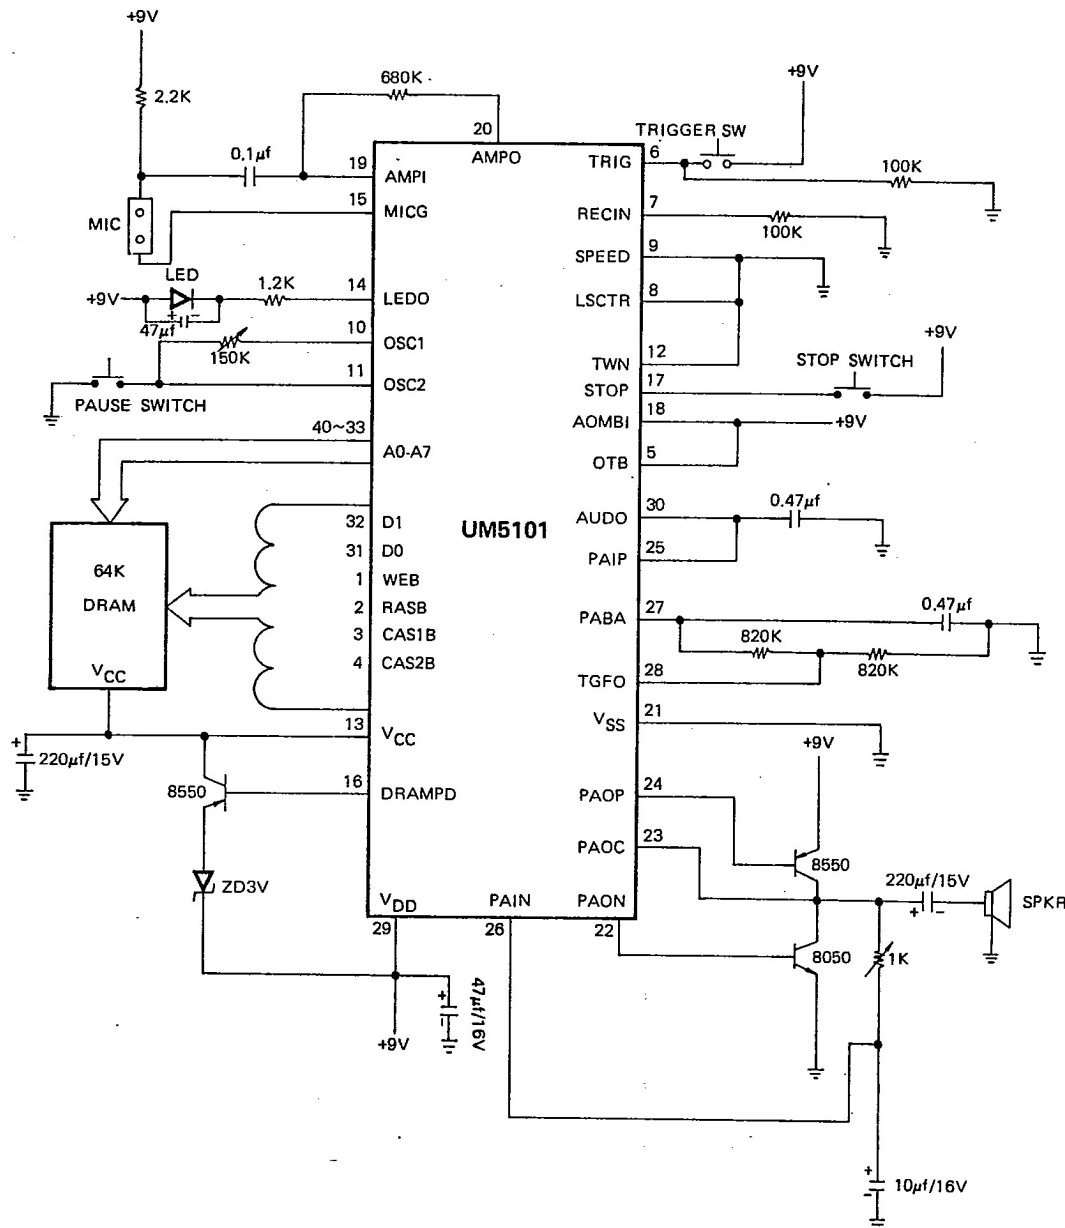 +9V
2.2K
680K
0.1µf
20
AMPO
19
AMPI
15
MICG
MIC
LED
+9V
+ −
47µf
1.2K
14
LEDO
10
OSC1
150K
11
OSC2
PAUSE SWITCH
40~33
A0-A7
32
D1
31
D0
1
WEB
2
RASB
3
CAS1B
4
CAS2B
64K
DRAM
VCC
13
VCC
+
220µf/15V
8550
16
DRAMPD
ZD3V
VDD
29
+9V
+
−
47µf/16V
UM5101
PAIN
26
TRIGGER SW
+9V
6
TRIG
100K
7
RECIN
100K
9
SPEED
8
LSCTR
12
TWN
17
STOP
STOP SWITCH
+9V
18
AOMBI
+9V
5
OTB
30
AUDO
0.47µf
25
PAIP
27
PABA
0.47µf
820K
820K
28
TGFO
21
VSS
+9V
24
PAOP
23
PAOC
8550
220µf/15V
+ −
SPKR
PAON
22
8050
1K
+
−
10µf/16V